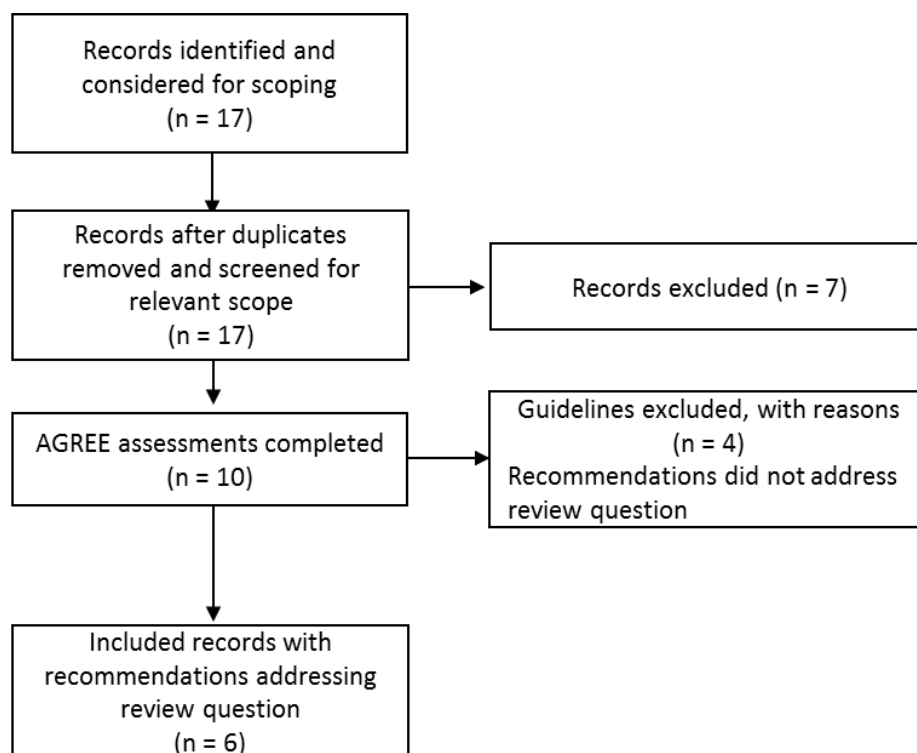 Records identified and
considered for scoping
(n = 17)
Records after duplicates
removed and screened for
relevant scope
(n = 17)
Records excluded (n = 7)
AGREE assessments completed
(n = 10)
Guidelines excluded, with reasons
(n = 4)
Recommendations did not address
review question
Included records with
recommendations addressing
review question
(n = 6)